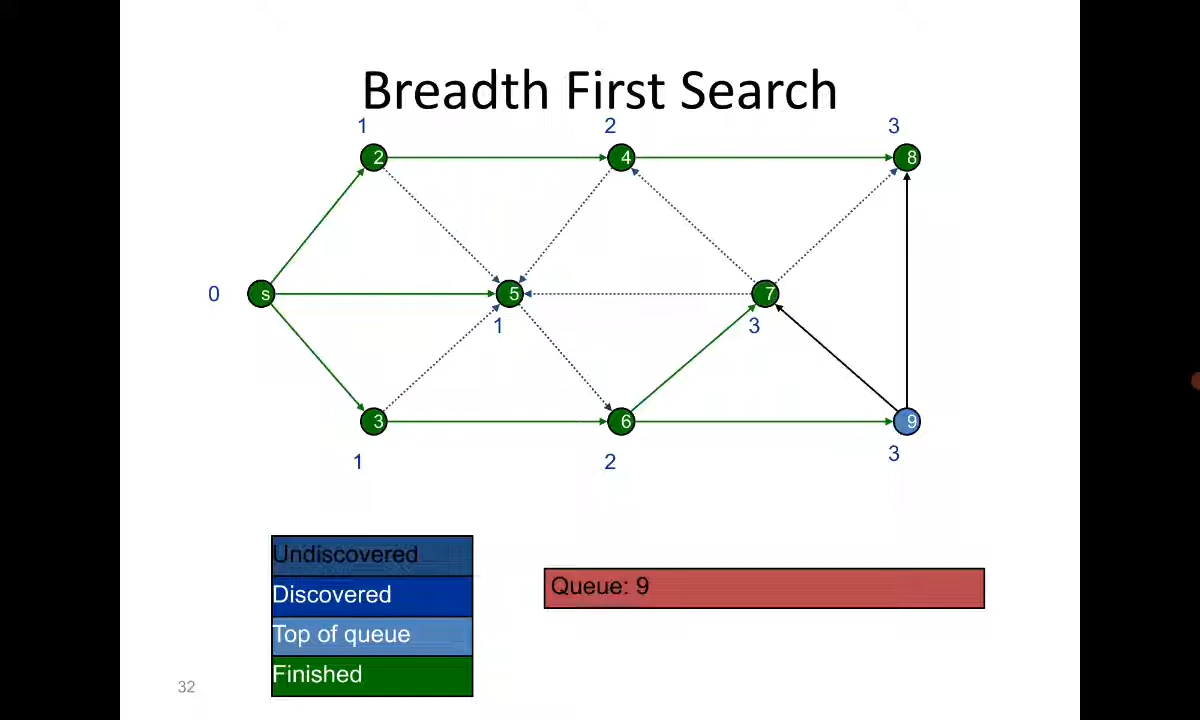 Breadth First Search
1
2
3
2
4
8
0
s
5
7
1
3
3
6
9
1
2
3
Undiscovered
Discovered
Top of queue
Finished
Queue: 9
32